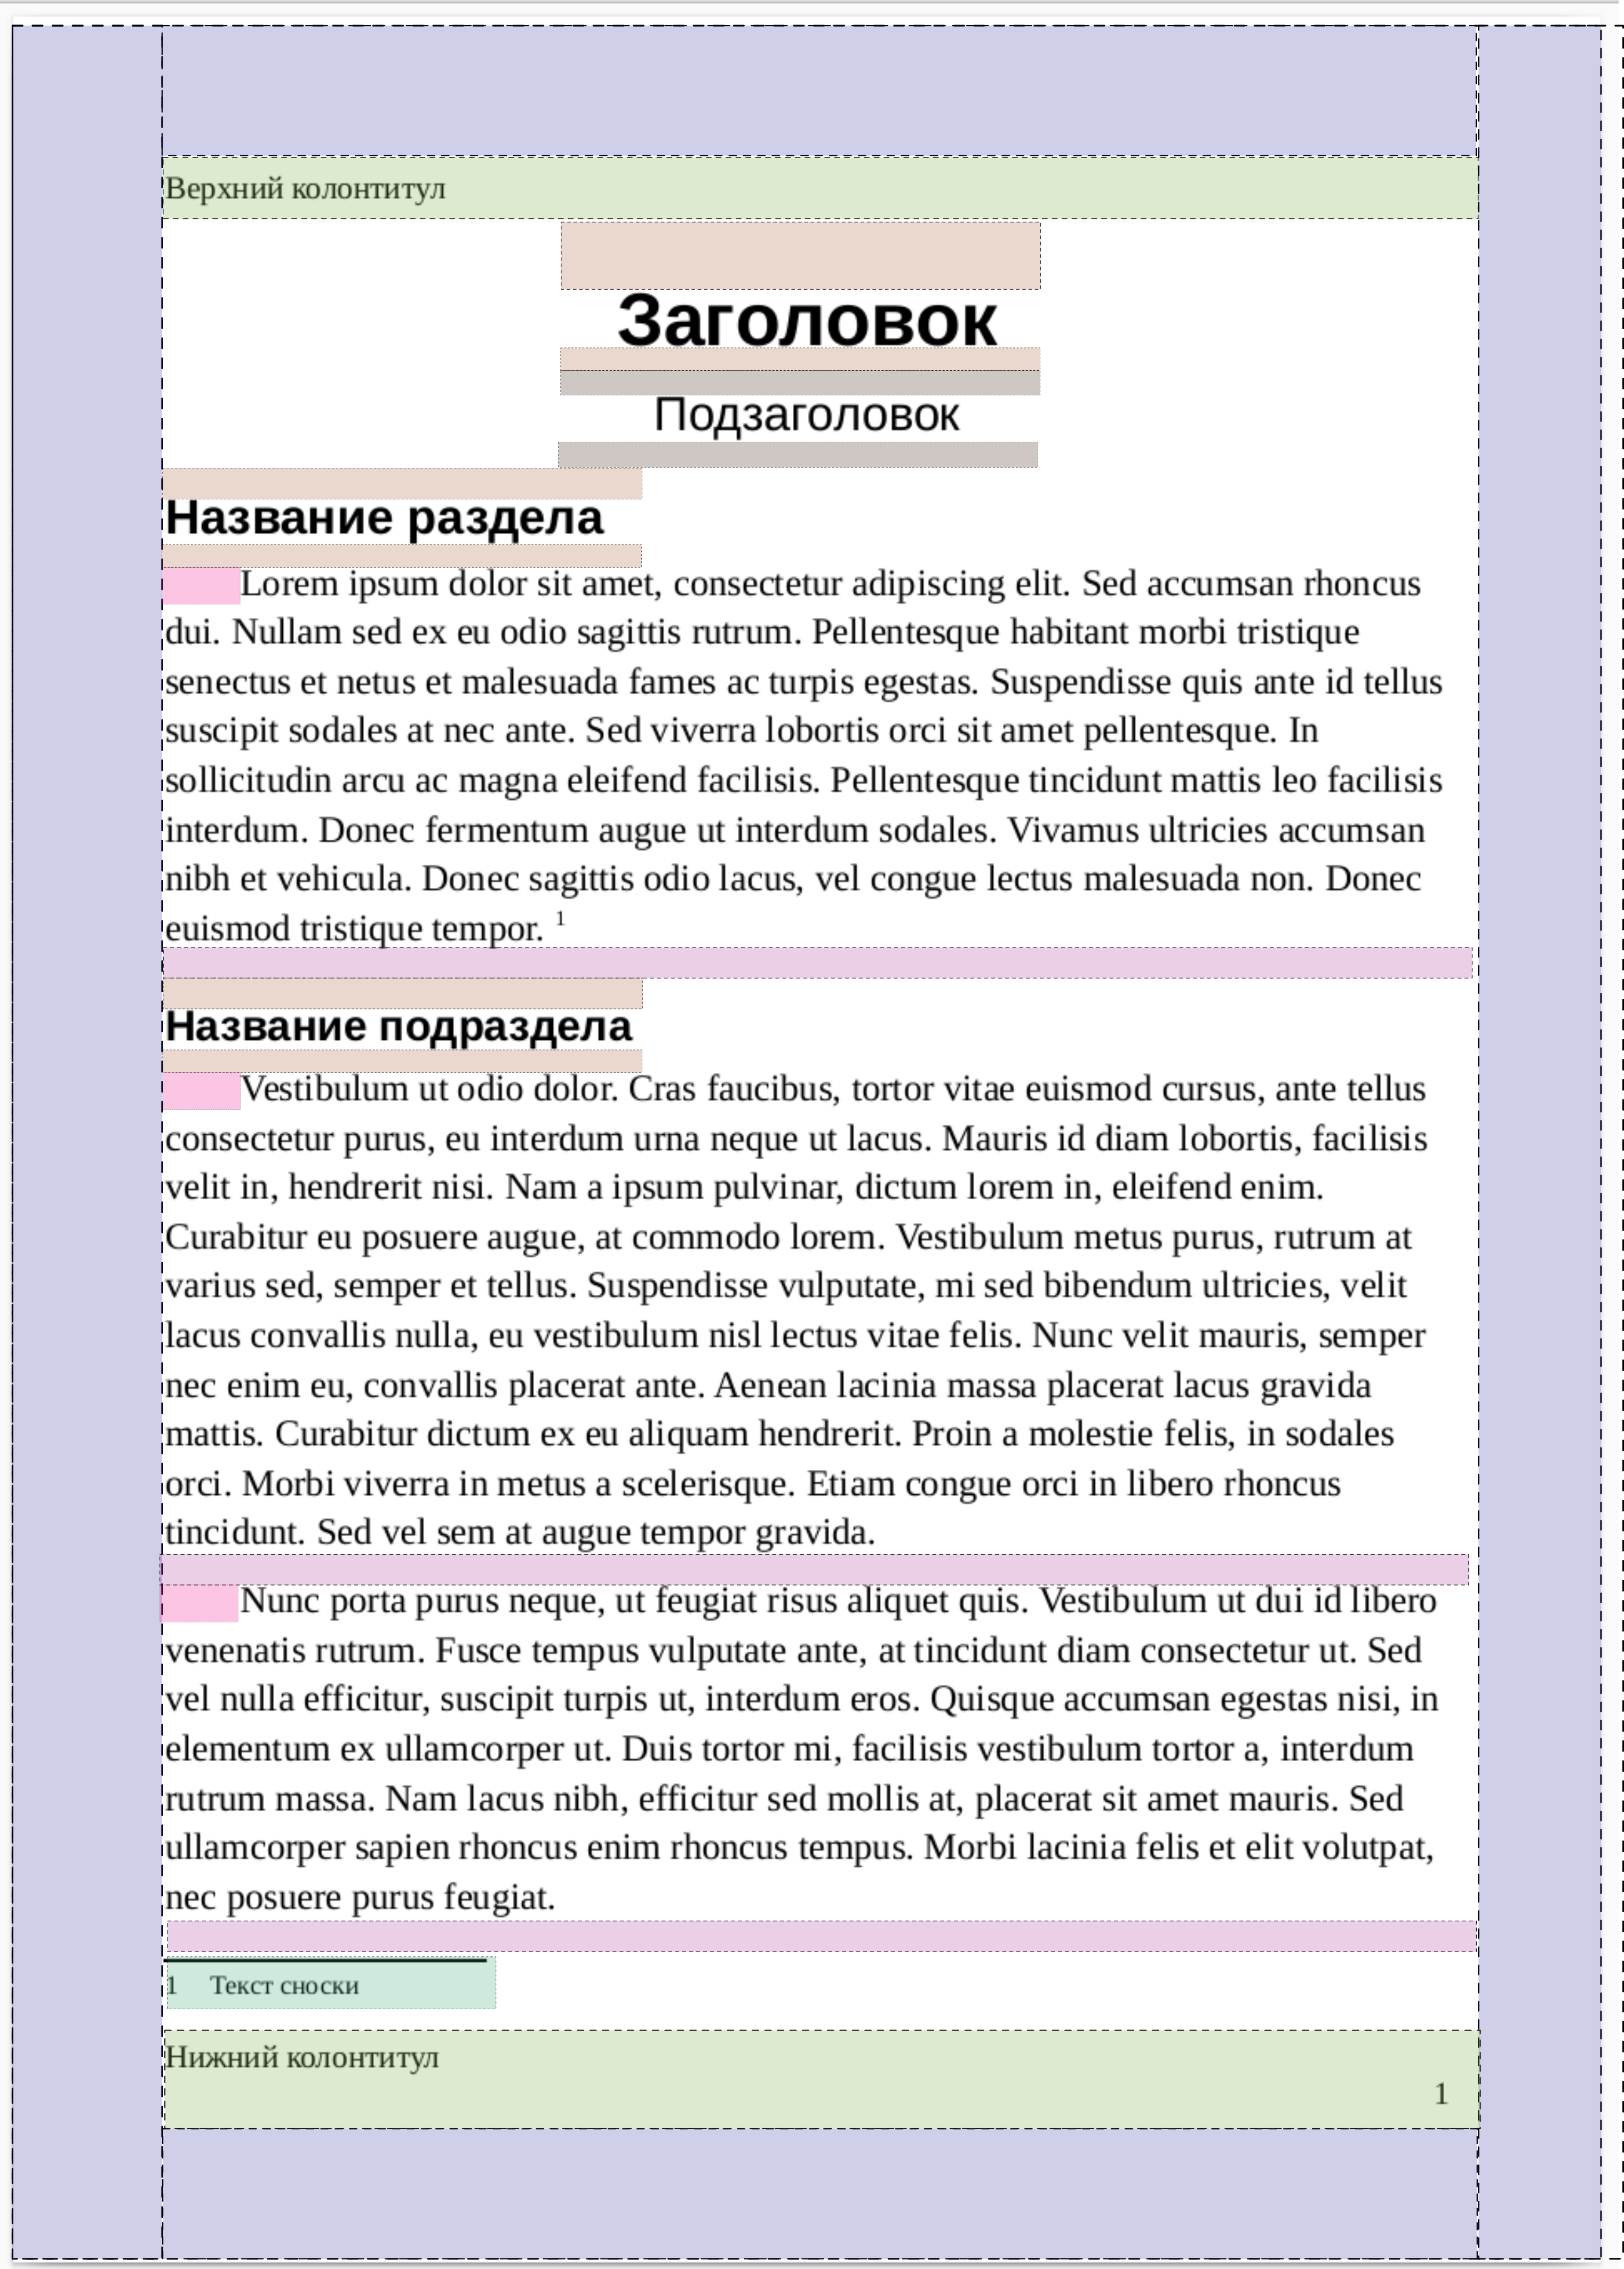 Верхний колонтитул
Заголовок
Подзаголовок
Название раздела
Lorem ipsum dolor sit amet, consectetur adipiscing elit. Sed accumsan rhoncus
dui. Nullam sed ex eu odio sagittis rutrum. Pellentesque habitant morbi tristique
senectus et netus et malesuada fames ac turpis egestas. Suspendisse quis ante id tellus
suscipit sodales at nec ante. Sed viverra lobortis orci sit amet pellentesque. In
sollicitudin arcu ac magna eleifend facilisis. Pellentesque tincidunt mattis leo facilisis
interdum. Donec fermentum augue ut interdum sodales. Vivamus ultricies accumsan
nibh et vehicula. Donec sagittis odio lacus, vel congue lectus malesuada non. Donec
euismod tristique tempor. 1
Название подраздела
Vestibulum ut odio dolor. Cras faucibus, tortor vitae euismod cursus, ante tellus
consectetur purus, eu interdum urna neque ut lacus. Mauris id diam lobortis, facilisis
velit in, hendrerit nisi. Nam a ipsum pulvinar, dictum lorem in, eleifend enim.
Curabitur eu posuere augue, at commodo lorem. Vestibulum metus purus, rutrum at
varius sed, semper et tellus. Suspendisse vulputate, mi sed bibendum ultricies, velit
lacus convallis nulla, eu vestibulum nisl lectus vitae felis. Nunc velit mauris, semper
nec enim eu, convallis placerat ante. Aenean lacinia massa placerat lacus gravida
mattis. Curabitur dictum ex eu aliquam hendrerit. Proin a molestie felis, in sodales
orci. Morbi viverra in metus a scelerisque. Etiam congue orci in libero rhoncus
tincidunt. Sed vel sem at augue tempor gravida.
Nunc porta purus neque, ut feugiat risus aliquet quis. Vestibulum ut dui id libero
venenatis rutrum. Fusce tempus vulputate ante, at tincidunt diam consectetur ut. Sed
vel nulla efficitur, suscipit turpis ut, interdum eros. Quisque accumsan egestas nisi, in
elementum ex ullamcorper ut. Duis tortor mi, facilisis vestibulum tortor a, interdum
rutrum massa. Nam lacus nibh, efficitur sed mollis at, placerat sit amet mauris. Sed
ullamcorper sapien rhoncus enim rhoncus tempus. Morbi lacinia felis et elit volutpat,
nec posuere purus feugiat.
1 Текст сноски
Нижний колонтитул
1